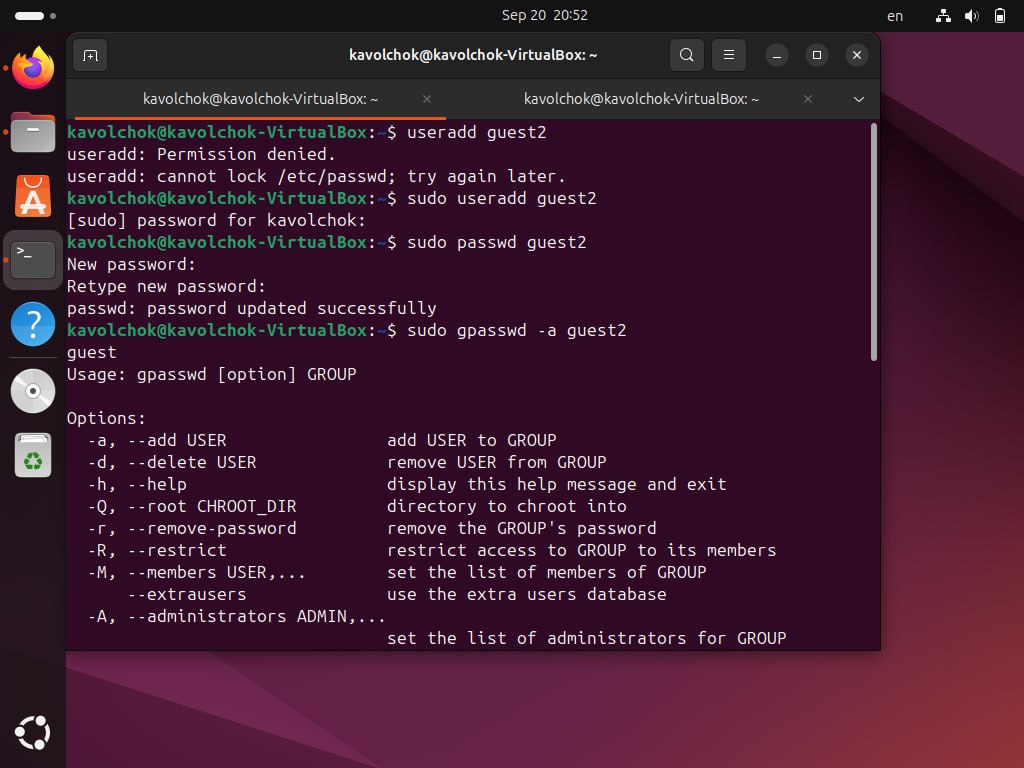 Sep 20 20:52
en
kavolchok@kavolchok-VirtualBox: ~
kavolchok@kavolchok-VirtualBox: ~
kavolchok@kavolchok-VirtualBox: ~
kavolchok@kavolchok-VirtualBox:~$ useradd guest2
useradd: Permission denied.
useradd: cannot lock /etc/passwd; try again later.
kavolchok@kavolchok-VirtualBox:~$ sudo useradd guest2
[sudo] password for kavolchok:
kavolchok@kavolchok-VirtualBox:~$ sudo passwd guest2
New password:
Retype new password:
passwd: password updated successfully
kavolchok@kavolchok-VirtualBox:~$ sudo gpasswd -a guest2
guest
Usage: gpasswd [option] GROUP
Options:
-a, --add USER add USER to GROUP
-d, --delete USER remove USER from GROUP
-h, --help display this help message and exit
-Q, --root CHROOT_DIR directory to chroot into
-r, --remove-password remove the GROUP's password
-R, --restrict restrict access to GROUP to its members
-M, --members USER,... set the list of members of GROUP
--extrausers use the extra users database
-A, --administrators ADMIN,...
set the list of administrators for GROUP